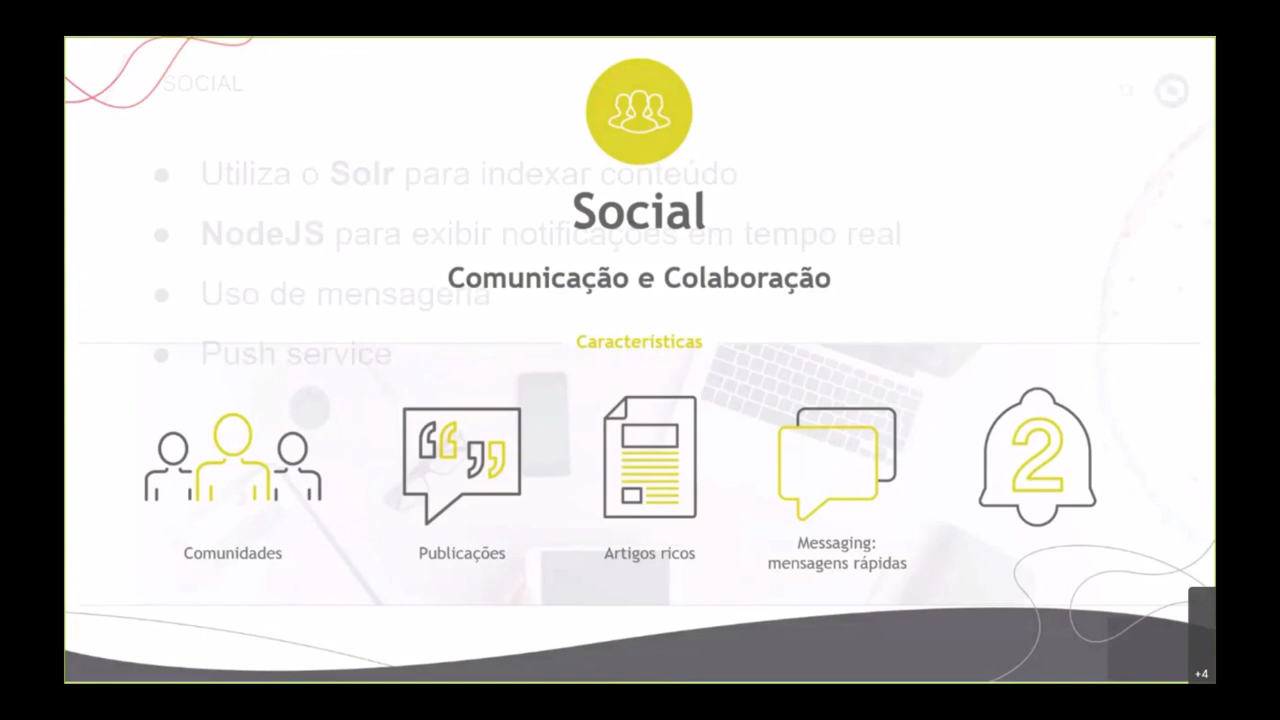 SOCIAL
Utiliza o Solr para indexar conteúdo
Social
NodeJS para exibir notificações em tempo real
Comunicação e Colaboração
Uso de mensageria
Características
Push service
2
Comunidades
Publicações
Artigos ricos
Messaging:
mensagens rápidas
+4